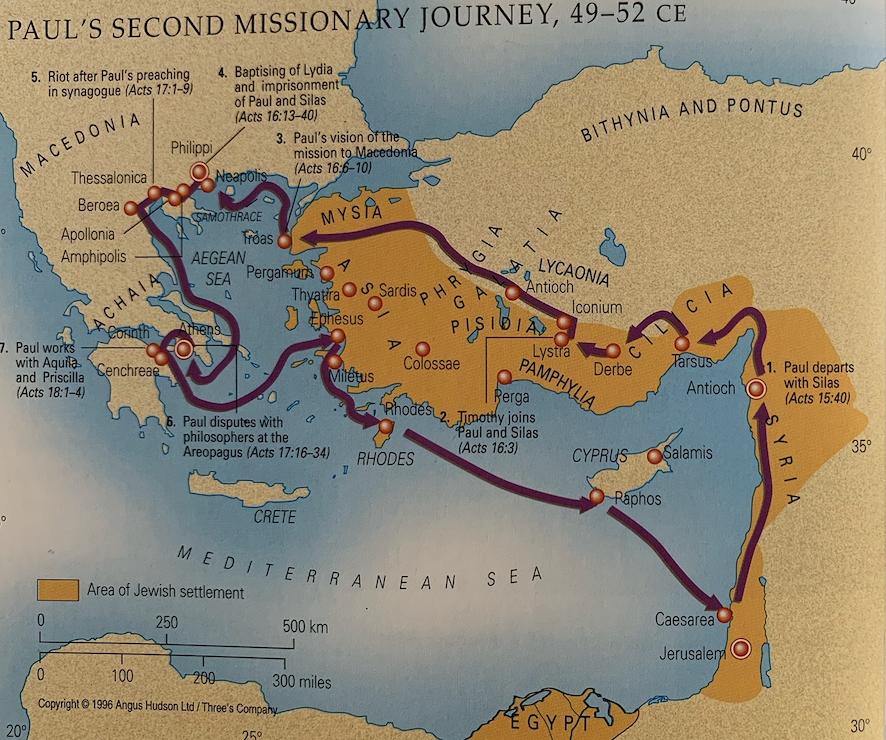 PAUL'S SECOND MISSIONARY JOURNEY, 49–52 CE
5. Riot after Paul's preaching
in synagogue (Acts 17:1–9)
4. Baptising of Lydia
and imprisonment
of Paul and Silas
(Acts 16:13–40)
3. Paul's vision of the
mission to Macedonia
(Acts 16:6–10)
BITHYNIA AND PONTUS
40°
MACEDONIA
Philippi
Neapolis
Thessalonica
Beroea
SAMOTHRACE
Apollonia
Amphipolis
Troas
MYSIA
AEGEAN
SEA
Pergamum
Thyatira
Sardis
ASIA
PHRYGIA
GALATIA
LYCAONIA
Antioch
Iconium
PISIDIA
CILICIA
ACHAIA
Corinth
Athens
Ephesus
Cenchreae
Miletus
Colossae
Lystra
Derbe
Tarsus
PAMPHYLIA
Perga
Antioch
7. Paul works
with Aquila
and Priscilla
(Acts 18:1–4)
1. Paul departs
with Silas
(Acts 15:40)
6. Paul disputes with
philosophers at the
Areopagus (Acts 17:16–34)
Rhodes
RHODES
2. Timothy joins
Paul and Silas
(Acts 16:3)
SYRIA
35°
CYPRUS
Salamis
Paphos
CRETE
MEDITERRANEAN SEA
Area of Jewish settlement
0 250 500 km
0 100 200 300 miles
Caesarea
Jerusalem
Copyright © 1996 Angus Hudson Ltd / Three's Company
EGYPT
20°
25°
30°